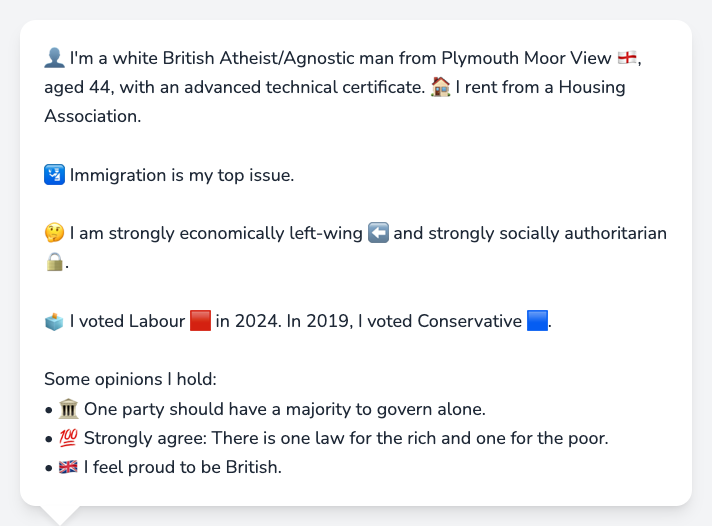 👤 I'm a white British Atheist/Agnostic man from Plymouth Moor View 🏴󠁧󠁢󠁥󠁮󠁧󠁿,
aged 44, with an advanced technical certificate. 🏠 I rent from a Housing
Association.
🛂 Immigration is my top issue.
🤔 I am strongly economically left-wing ⬅️ and strongly socially authoritarian
🔒.
🗳️ I voted Labour 🟥 in 2024. In 2019, I voted Conservative 🟦.
Some opinions I hold:
• 🏛️ One party should have a majority to govern alone.
• 💯 Strongly agree: There is one law for the rich and one for the poor.
• 🇬🇧 I feel proud to be British.